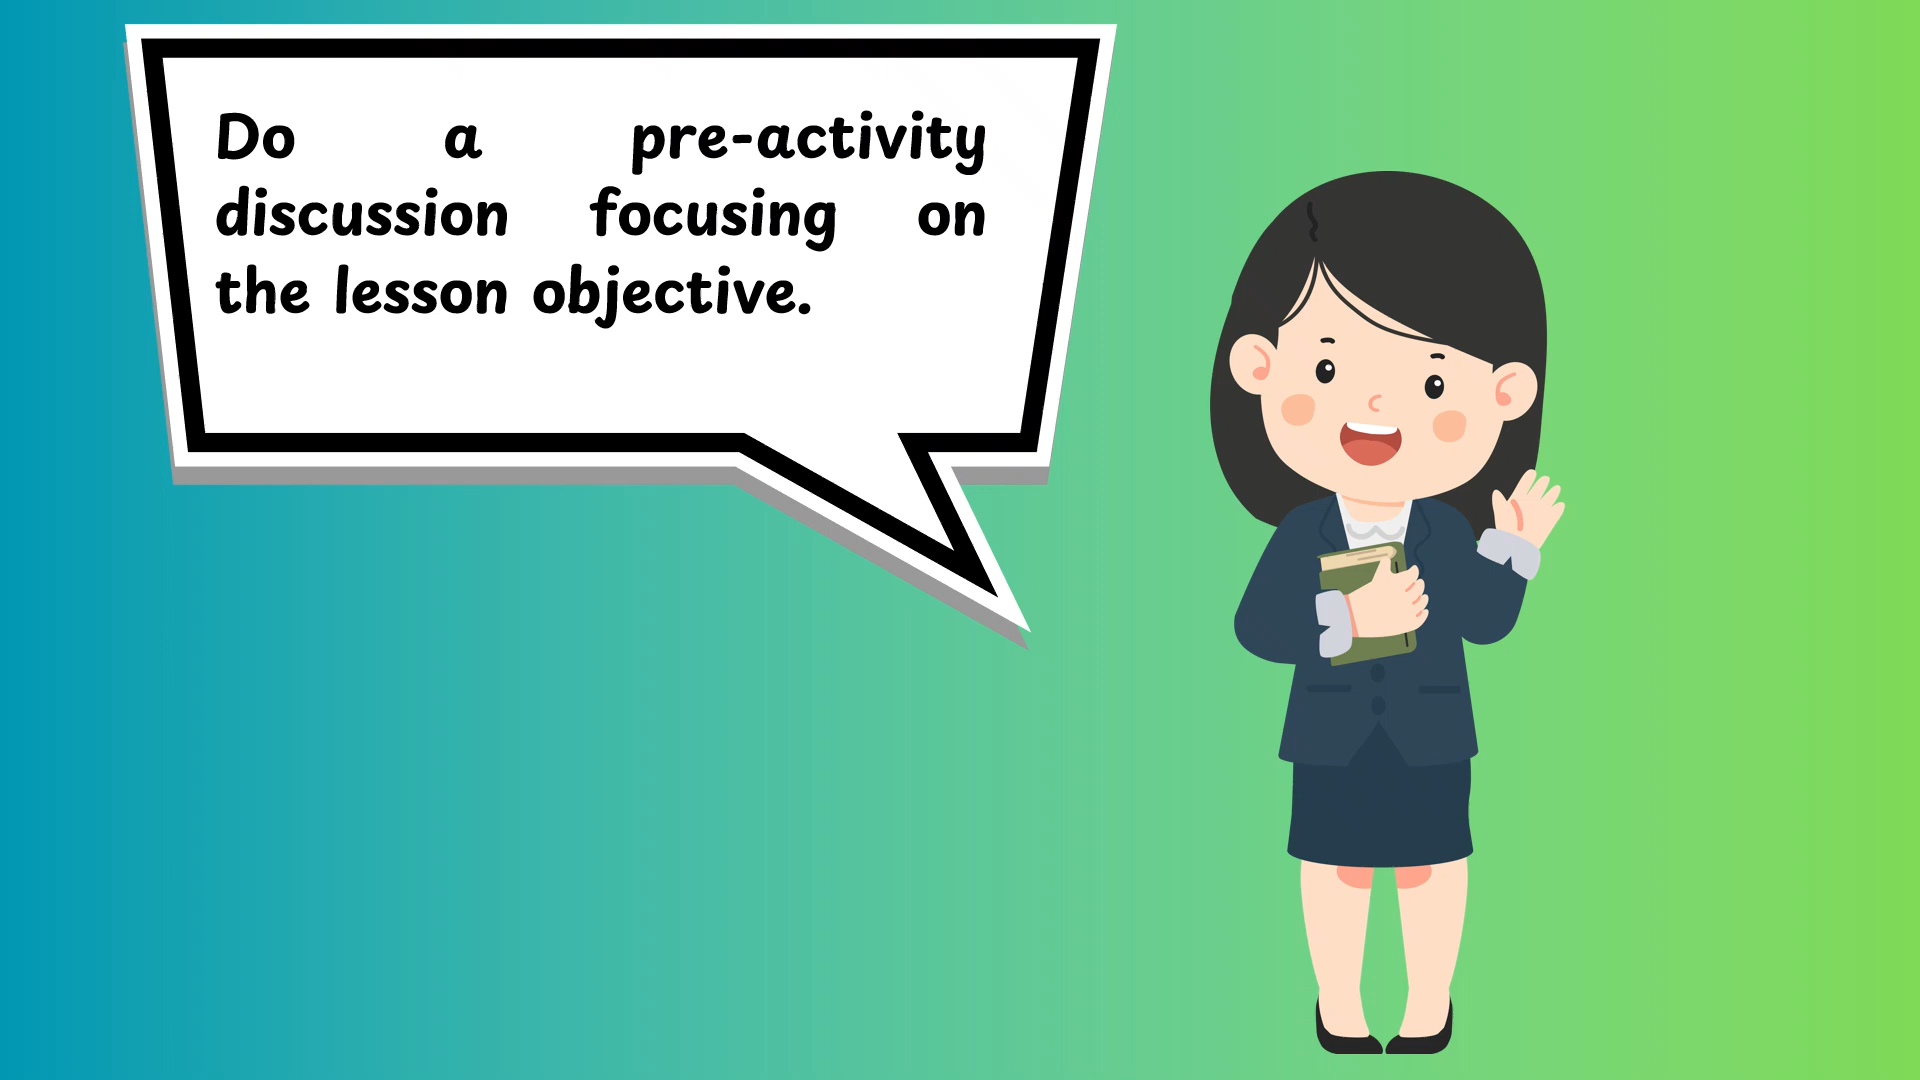 Do a pre-activity
discussion focusing on
the lesson objective.